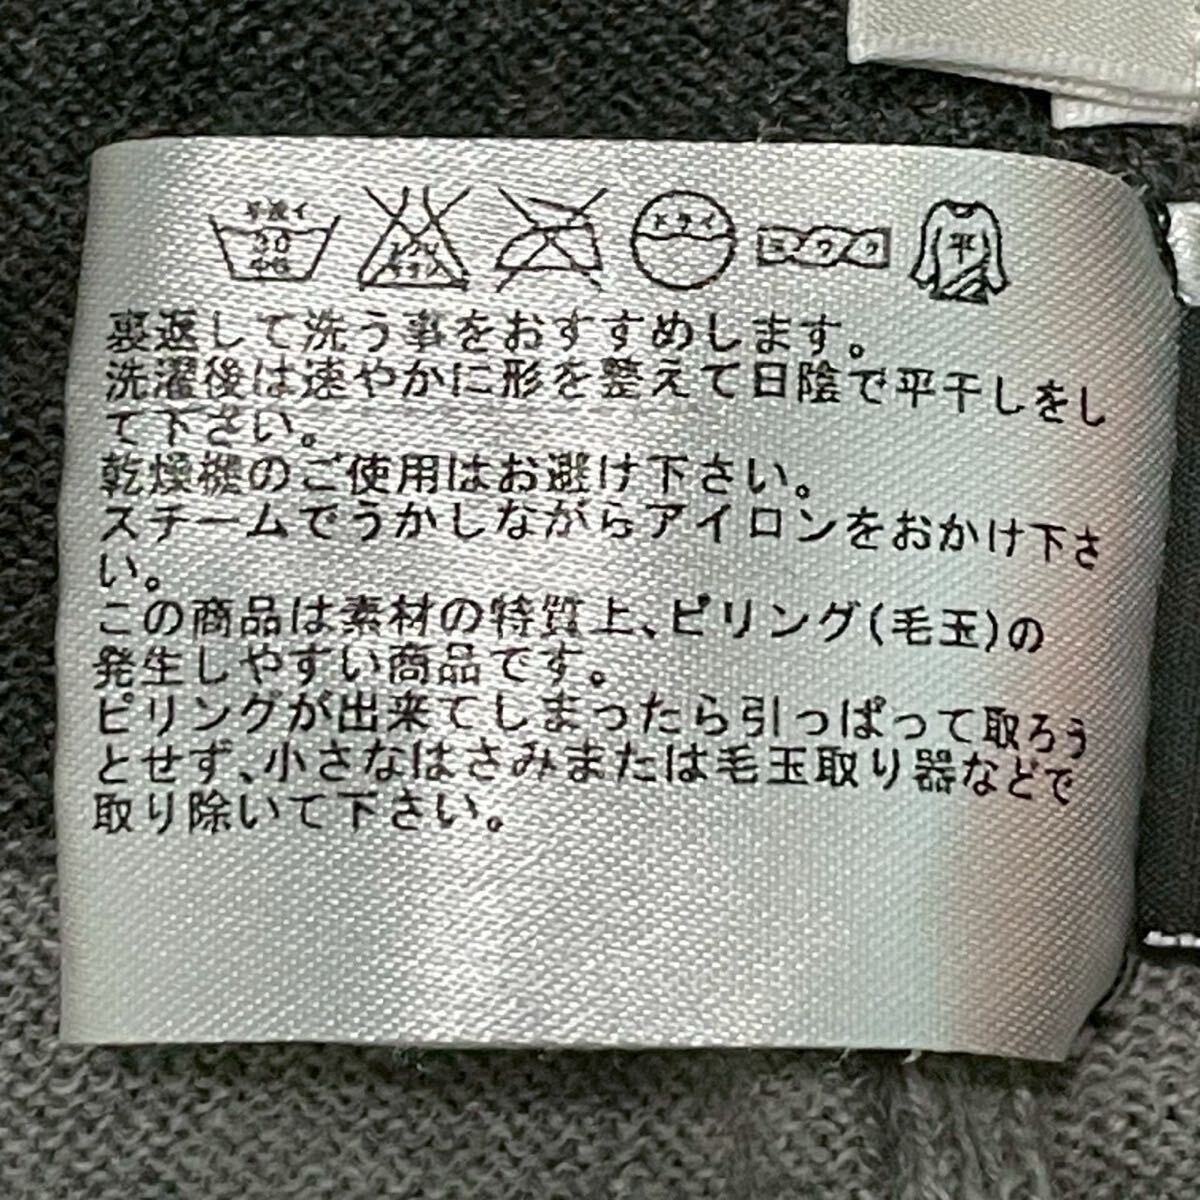 手洗イ エンソサラシ ドライ ヨワク 平
30 中性
裏返して洗う事をおすすめします。
洗濯後は速やかに形を整えて日陰で平干しをし
て下さい。
乾燥機のご使用はお避け下さい。
スチームでうかしながらアイロンをおかけ下さ
い。
この商品は素材の特質上、ピリング(毛玉)の
発生しやすい商品です。
ピリングが出来てしまったら引っぱって取ろう
とせず、小さなはさみまたは毛玉取り器などで
取り除いて下さい。